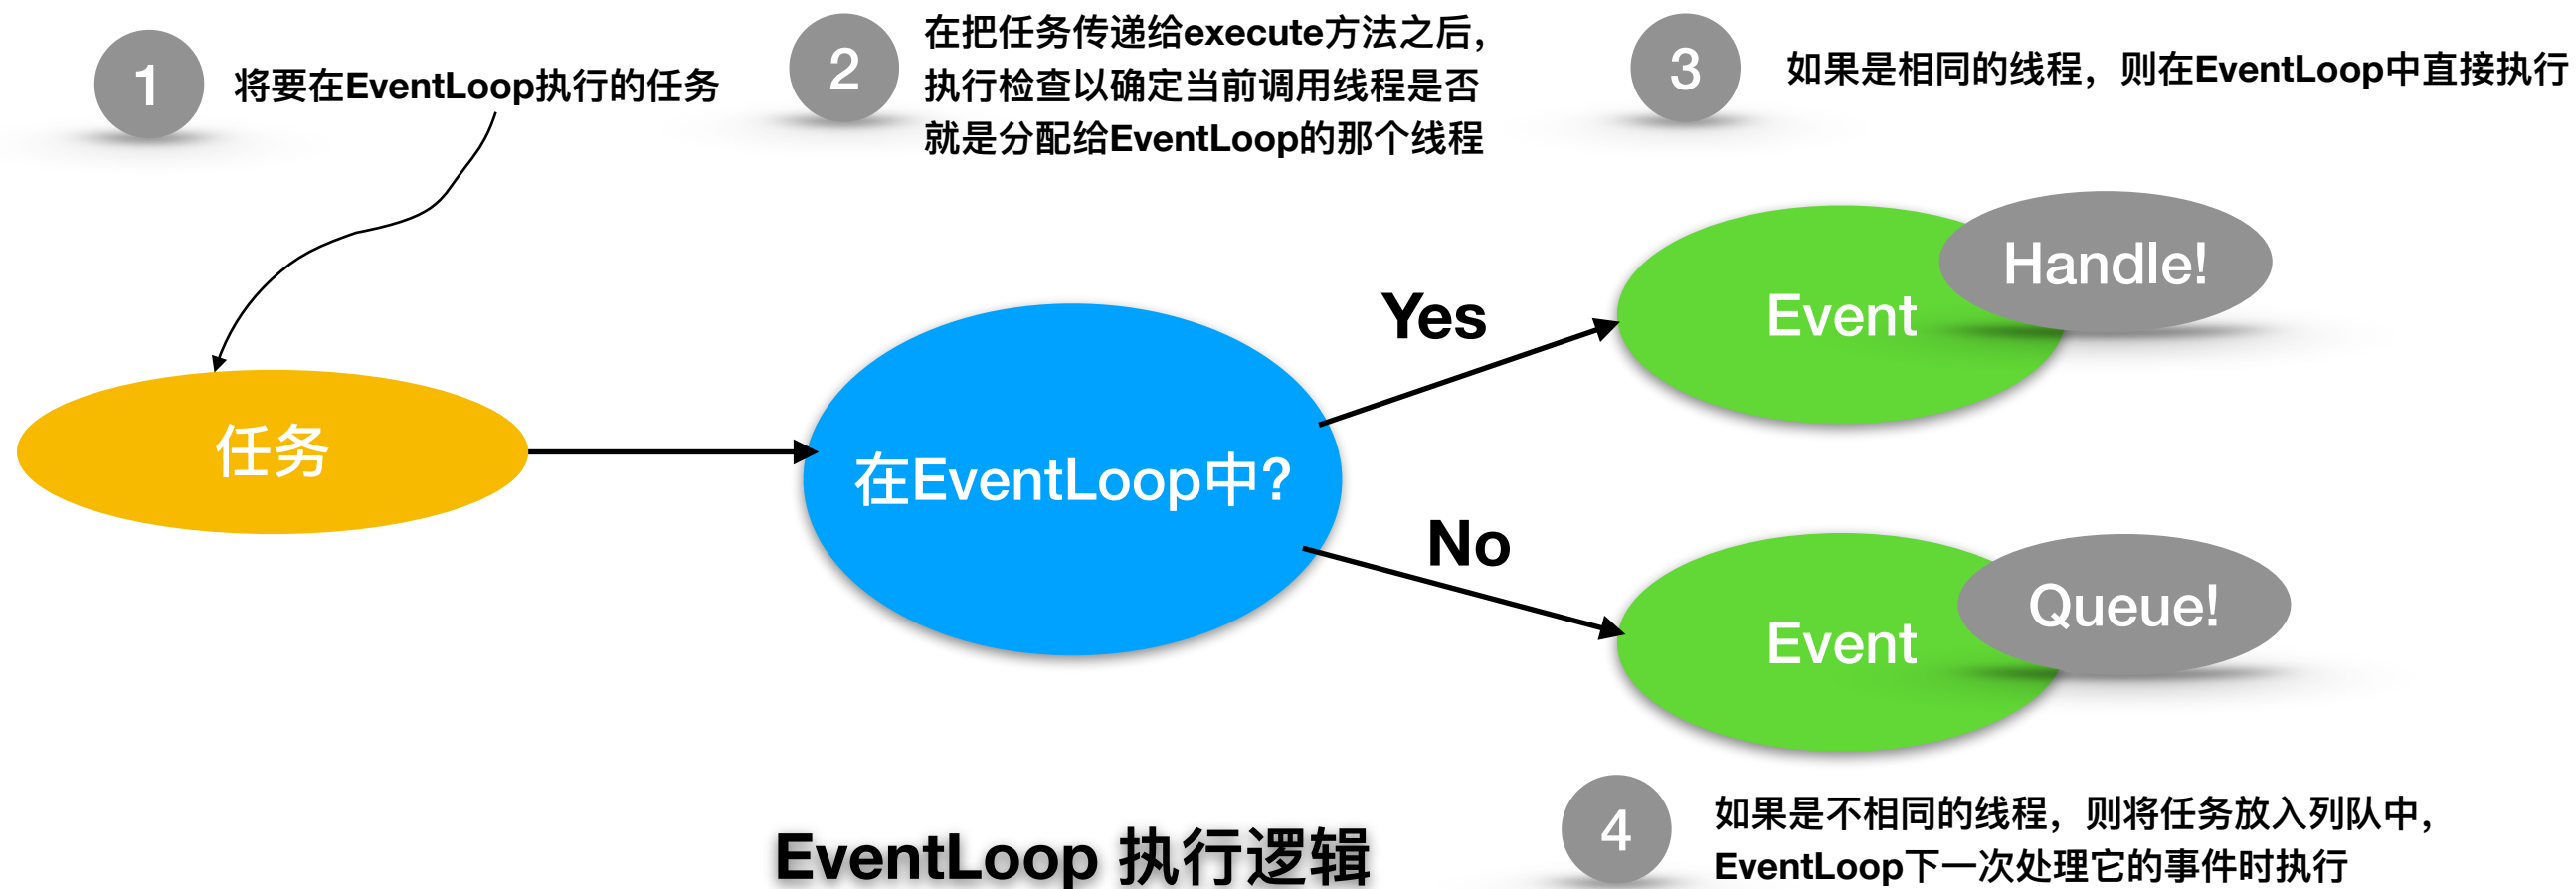 1
将要在EventLoop执行的任务
2
在把任务传递给execute方法之后，
执行检查以确定当前调用线程是否
就是分配给EventLoop的那个线程
3
如果是相同的线程，则在EventLoop中直接执行
任务
在EventLoop中?
Yes
Event
Handle!
No
Event
Queue!
4
如果是不相同的线程，则将任务放入列队中，
EventLoop下一次处理它的事件时执行
EventLoop 执行逻辑